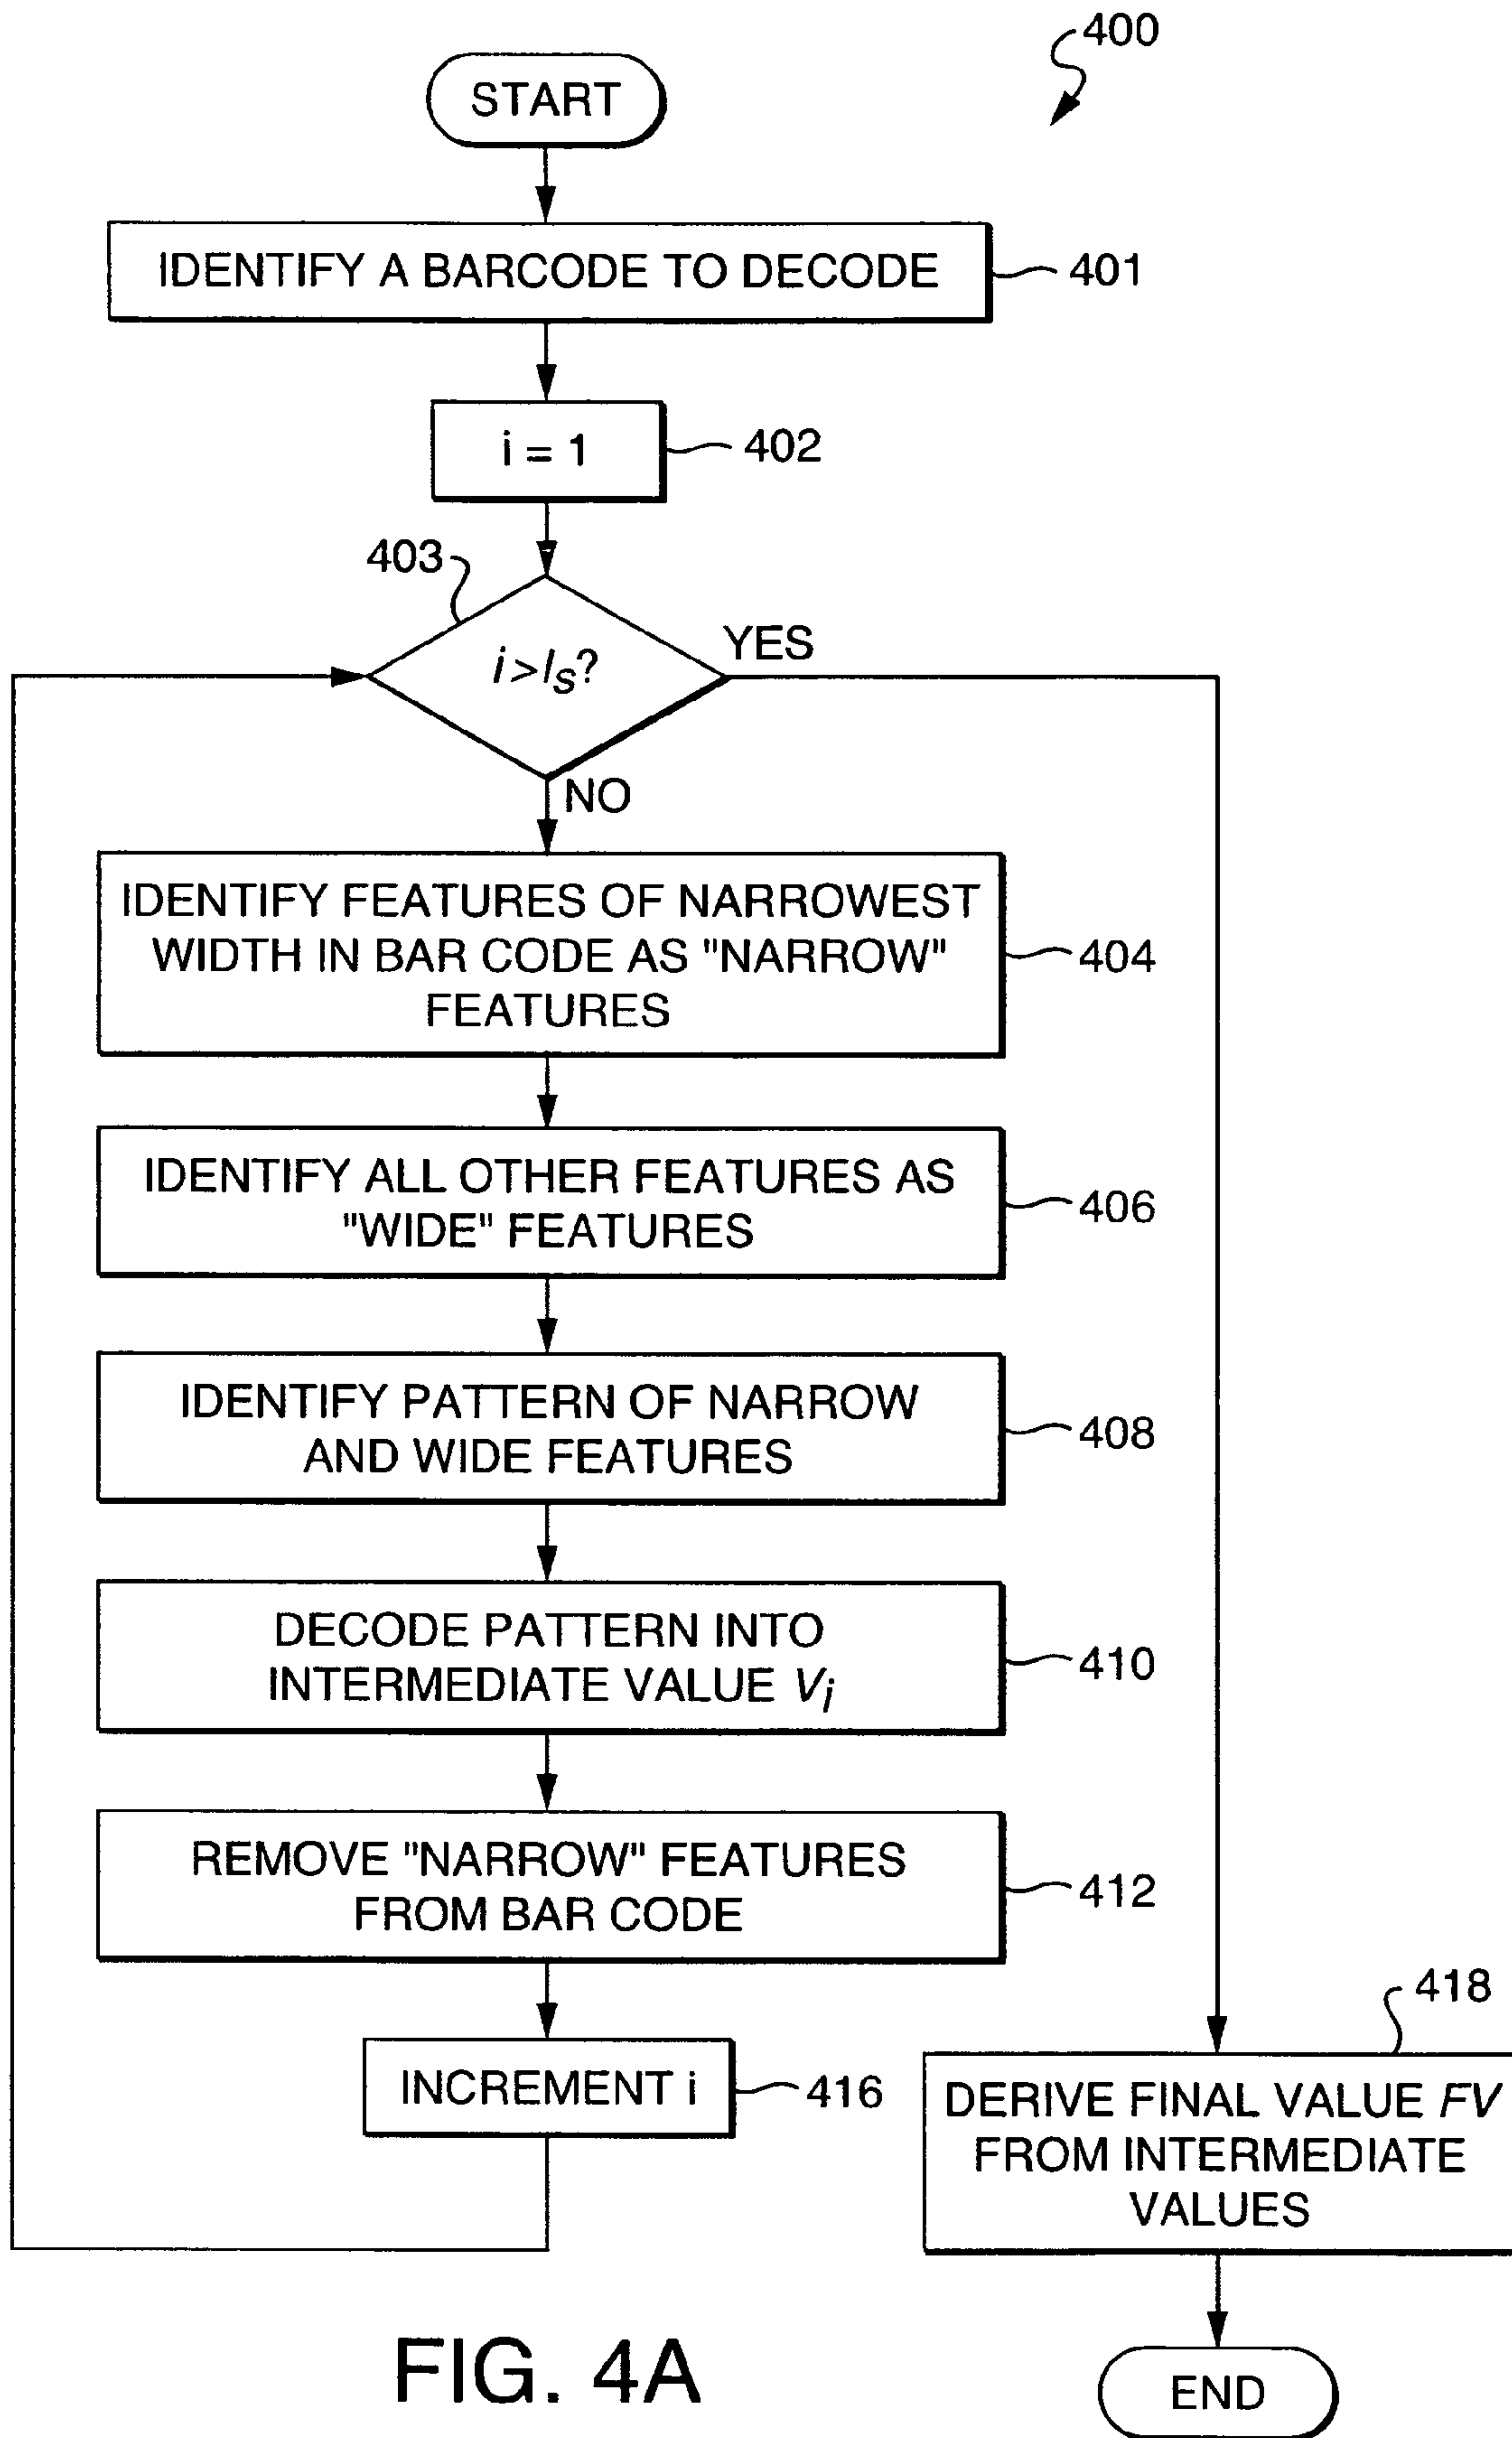 400
START
IDENTIFY A BARCODE TO DECODE
401
i = 1
402
403
i > Is?
YES
NO
IDENTIFY FEATURES OF NARROWEST
WIDTH IN BAR CODE AS "NARROW"
FEATURES
404
IDENTIFY ALL OTHER FEATURES AS
"WIDE" FEATURES
406
IDENTIFY PATTERN OF NARROW
AND WIDE FEATURES
408
DECODE PATTERN INTO
INTERMEDIATE VALUE Vi
410
REMOVE "NARROW" FEATURES
FROM BAR CODE
412
INCREMENT i
416
418
DERIVE FINAL VALUE FV
FROM INTERMEDIATE
VALUES
END
FIG. 4A